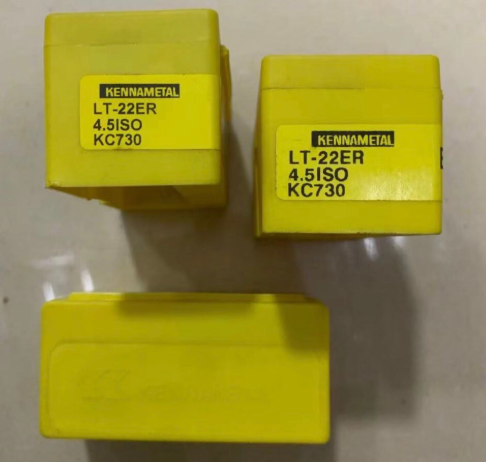 KENNAMETAL
LT-22ER
4.5ISO
KC730
KENNAMETAL
LT-22ER
4.5ISO
KC730